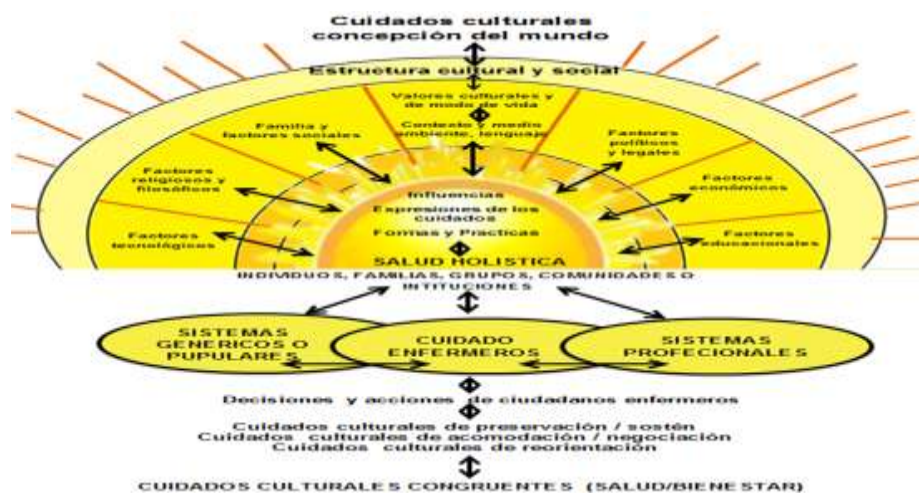 Cuidados culturales
concepción del mundo
Estructura cultural y social
Valores culturales y
de modo de vida
Familia y
factores sociales
Contexto y medio
ambiente, lenguaje
Factores
políticos
y legales
Factores
religiosos y
filosóficos
Factores
económicos
Factores
tecnológicos
Factores
educacionales
Influencias
Expresiones de los
cuidados
Formas y Practicas
SALUD HOLISTICA
INDIVIDUOS, FAMILIAS, GRUPOS, COMUNIDADES O
INTITUCIONES
SISTEMAS
GENERICOS O
PUPULARES
CUIDADO
ENFERMEROS
SISTEMAS
PROFECIONALES
Decisiones y acciones de ciudadanos enfermeros
Cuidados culturales de preservación / sostén
Cuidados culturales de acomodación / negociación
Cuidados culturales de reorientación
CUIDADOS CULTURALES CONGRUENTES (SALUD/BIENESTAR)